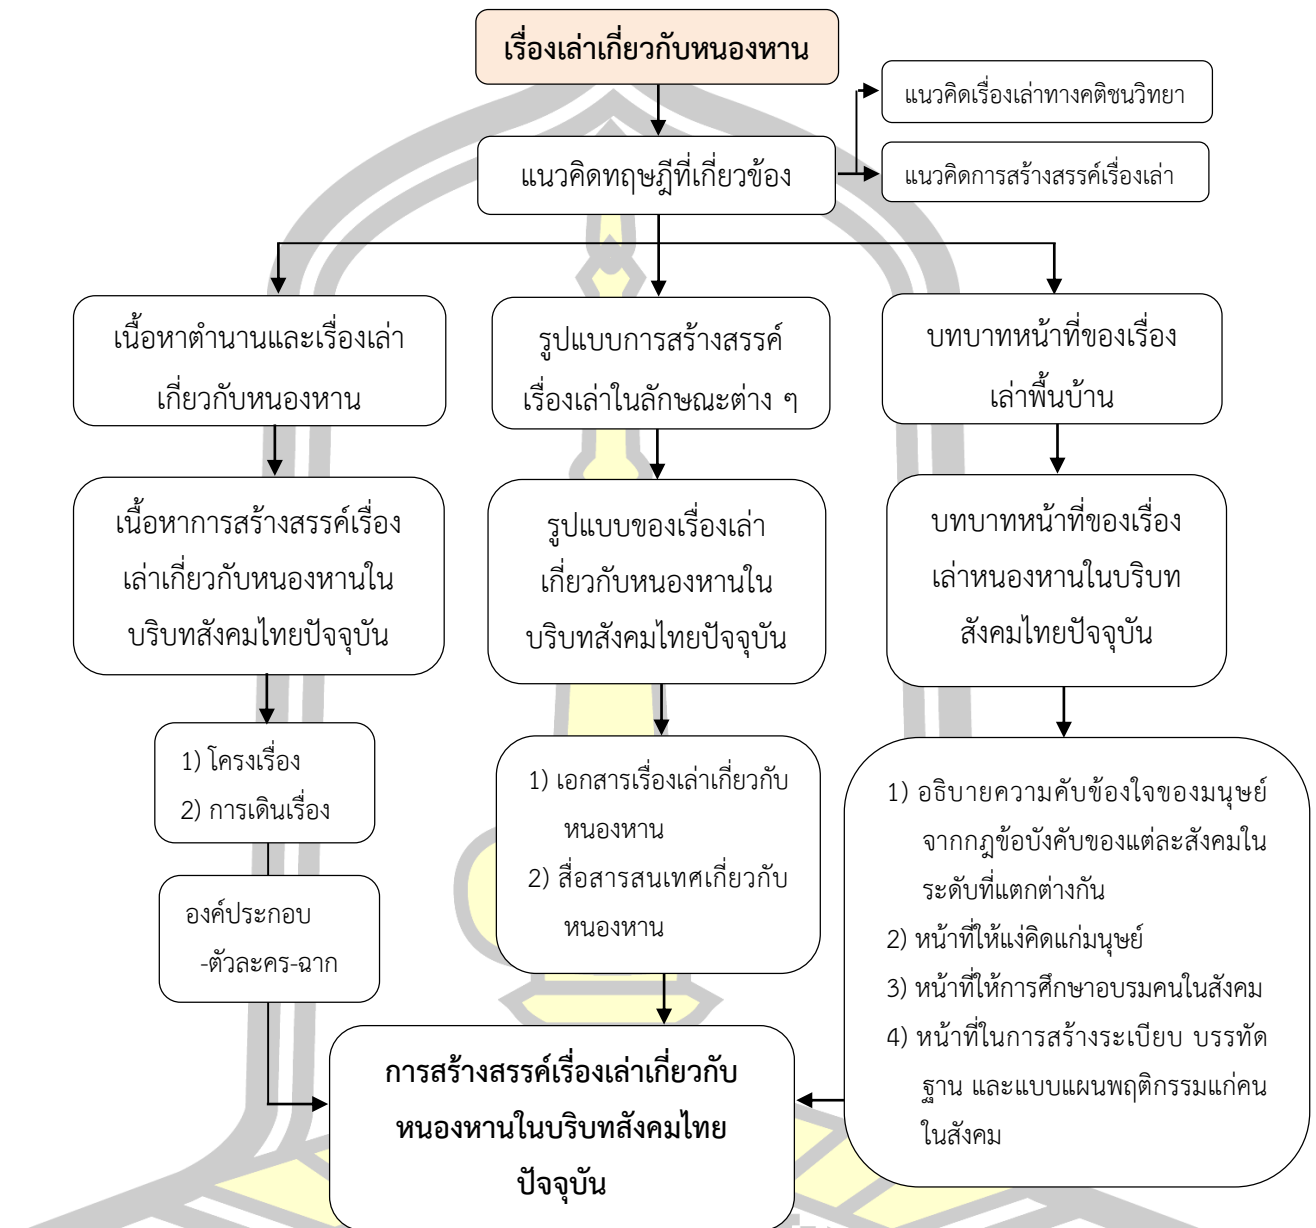 เรื่องเล่าเกี่ยวกับหนองหาน
แนวคิดเรื่องเล่าทางคติชนวิทยา
แนวคิดทฤษฎีที่เกี่ยวข้อง
แนวคิดการสร้างสรรค์เรื่องเล่า
เนื้อหาตำนานและเรื่องเล่า
เกี่ยวกับหนองหาน
รูปแบบการสร้างสรรค์
เรื่องเล่าในลักษณะต่าง ๆ
บทบาทหน้าที่ของเรื่อง
เล่าพื้นบ้าน
เนื้อหาการสร้างสรรค์เรื่อง
เล่าเกี่ยวกับหนองหานใน
บริบทสังคมไทยปัจจุบัน
รูปแบบของเรื่องเล่า
เกี่ยวกับหนองหานใน
บริบทสังคมไทยปัจจุบัน
บทบาทหน้าที่ของเรื่อง
เล่าหนองหานในบริบท
สังคมไทยปัจจุบัน
1) โครงเรื่อง
2) การเดินเรื่อง
องค์ประกอบ
-ตัวละคร-ฉาก
1) เอกสารเรื่องเล่าเกี่ยวกับ
หนองหาน
2) สื่อสารสนเทศเกี่ยวกับ
หนองหาน
1) อธิบายความคับข้องใจของมนุษย์
จากกฎข้อบังคับของแต่ละสังคมใน
ระดับที่แตกต่างกัน
2) หน้าที่ให้แง่คิดแก่มนุษย์
3) หน้าที่ให้การศึกษาอบรมคนในสังคม
4) หน้าที่ในการสร้างระเบียบ บรรทัด
ฐาน และแบบแผนพฤติกรรมแก่คน
ในสังคม
การสร้างสรรค์เรื่องเล่าเกี่ยวกับ
หนองหานในบริบทสังคมไทย
ปัจจุบัน